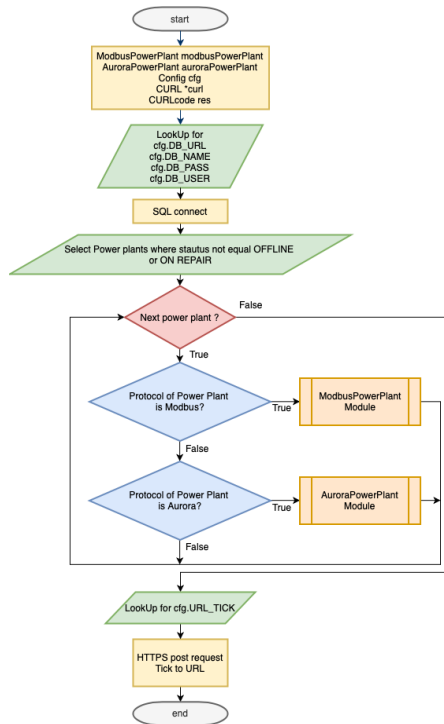 start
ModbusPowerPlant modbusPowerPlant
AuroraPowerPlant auroraPowerPlant
Config cfg
CURL *curl
CURLcode res
LookUp for
cfg.DB_URL
cfg.DB_NAME
cfg.DB_PASS
cfg.DB_USER
SQL connect
Select Power plants where stautus not equal OFFLINE
or ON REPAIR
False
Next power plant ?
True
Protocol of Power Plant
is Modbus?
True
ModbusPowerPlant
Module
False
Protocol of Power Plant
is Aurora?
True
AuroraPowerPlant
Module
False
LookUp for cfg.URL_TICK
HTTPS post request
Tick to URL
end